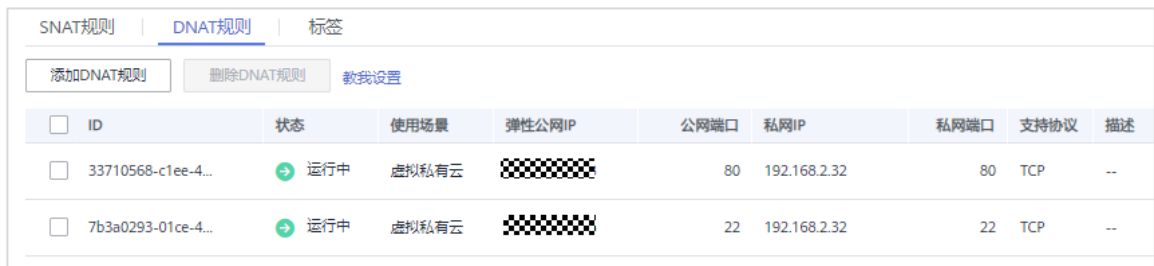 SNAT规则 DNAT规则 标签
添加DNAT规则 删除DNAT规则 教我设置
ID 状态 使用场景 弹性公网IP 公网端口 私网IP 私网端口 支持协议 描述
33710568-c1ee-4... 运行中 虚拟私有云 80 192.168.2.32 80 TCP --
7b3a0293-01ce-4... 运行中 虚拟私有云 22 192.168.2.32 22 TCP --